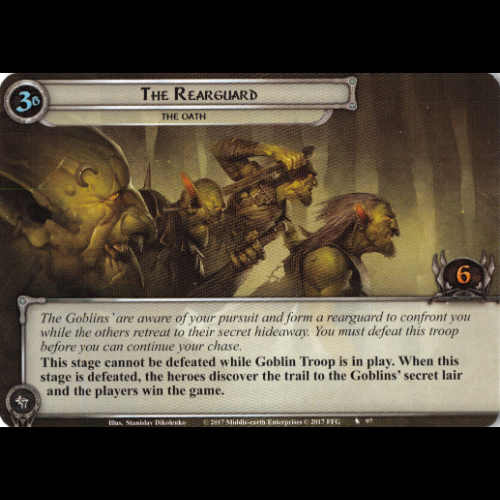 3B
THE REARGUARD
THE OATH
6
The Goblins' are aware of your pursuit and form a rearguard to confront you
while the others retreat to their secret hideaway. You must defeat this troop
before you can continue your chase.
This stage cannot be defeated while Goblin Troop is in play. When this
stage is defeated, the heroes discover the trail to the Goblins' secret lair
and the players win the game.
Illus. Stanislav Dikolenko © 2017 Middle-earth Enterprises © 2017 FFG 97